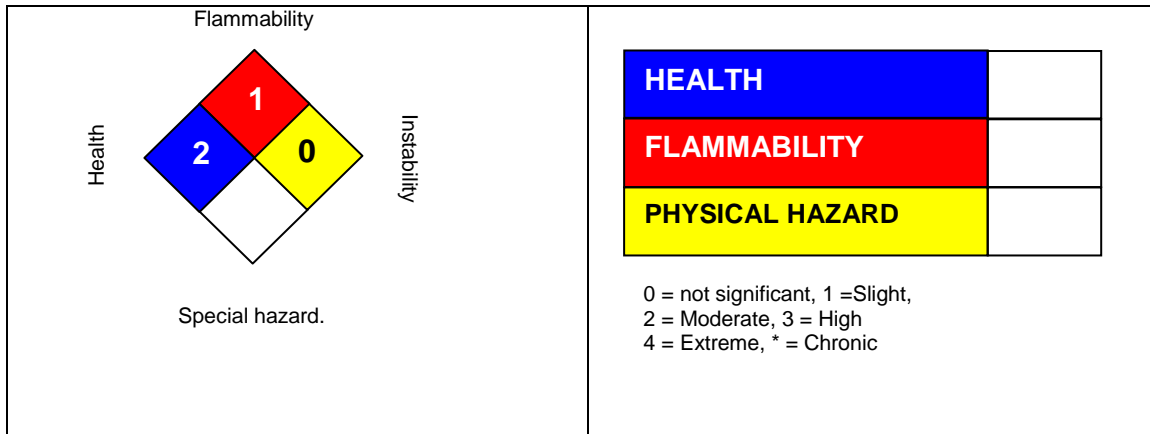 Flammability
1
Health
2
0
Instability
Special hazard.
HEALTH
FLAMMABILITY
PHYSICAL HAZARD
0 = not significant, 1 =Slight,
2 = Moderate, 3 = High
4 = Extreme, * = Chronic